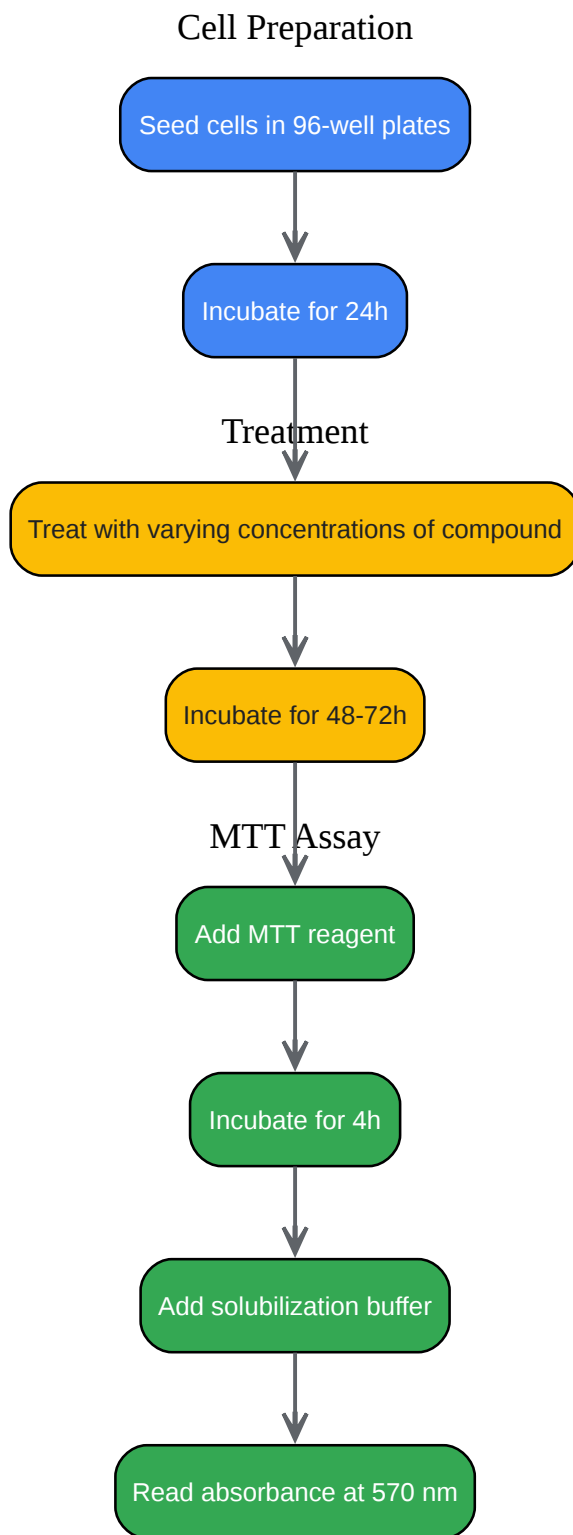 Cell Preparation
Seed cells in 96-well plates
Incubate for 24h
Treatment
Treat with varying concentrations of compound
Incubate for 48-72h
MTT Assay
Add MTT reagent
Incubate for 4h
Add solubilization buffer
Read absorbance at 570 nm